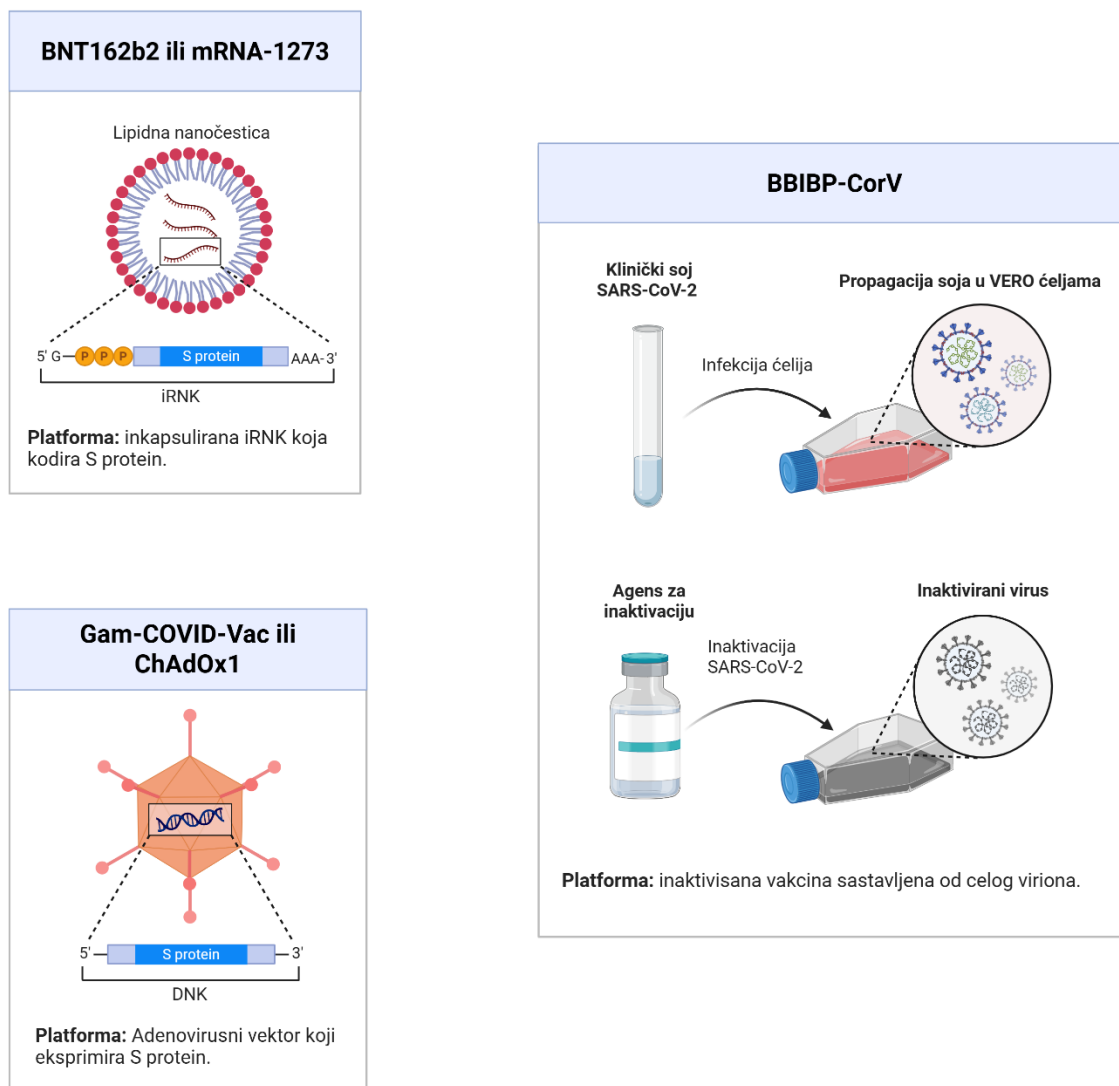 BNT162b2 ili mRNA-1273
Lipidna nanočestica
5' G
P P P
S protein
AAA- 3'
iRNK
Platforma: inkapsulirana iRNK koja
kodira S protein.
Gam-COVID-Vac ili
ChAdOx1
5'
S protein
3'
DNK
Platforma: Adenovirusni vektor koji
eksprimira S protein.
BBIBP-CorV
Klinički soj
SARS-CoV-2
Propagacija soja u VERO ćeljama
Infekcija ćelija
Agens za
inaktivaciju
Inaktivirani virus
Inaktivacija
SARS-CoV-2
Platforma: inaktivisana vakcina sastavljena od celog viriona.